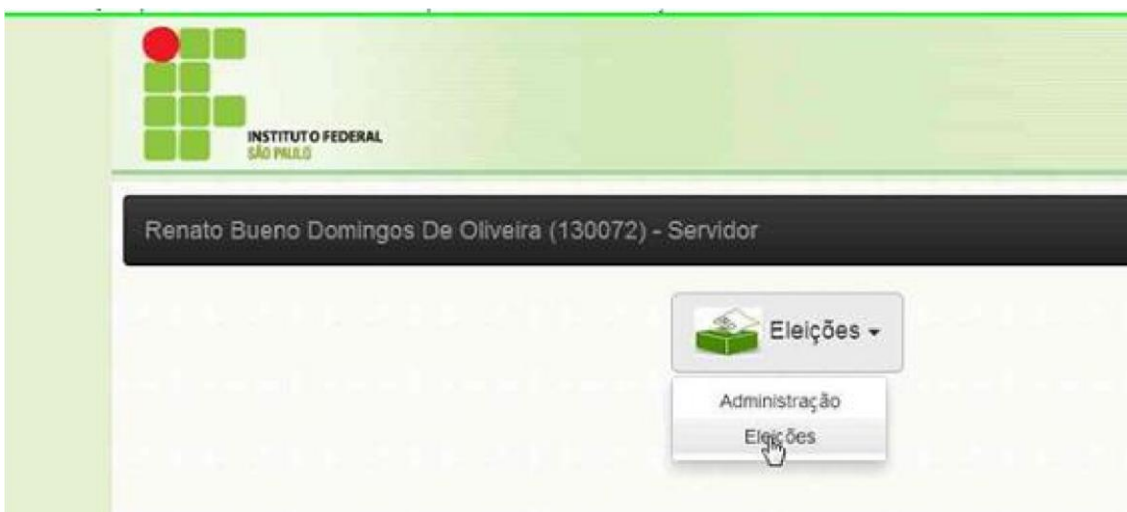 INSTITUTO FEDERAL
SÃO PAULO
Renato Bueno Domingos De Oliveira (130072) - Servidor
Eleições
Administração
Eleições